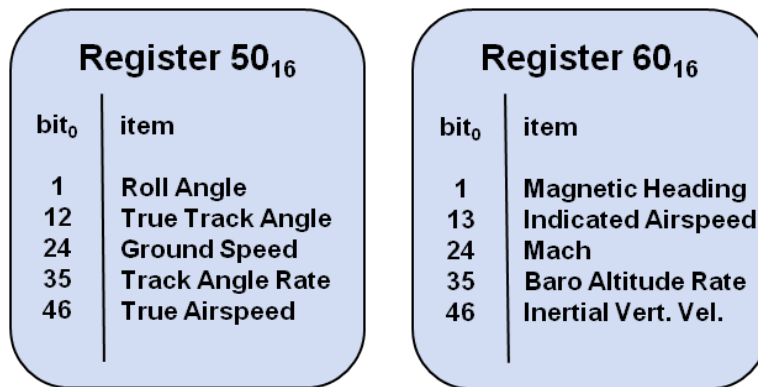 Register 50₁₆
bit₀ item
1 Roll Angle
12 True Track Angle
24 Ground Speed
35 Track Angle Rate
46 True Airspeed
Register 60₁₆
bit₀ item
1 Magnetic Heading
13 Indicated Airspeed
24 Mach
35 Baro Altitude Rate
46 Inertial Vert. Vel.